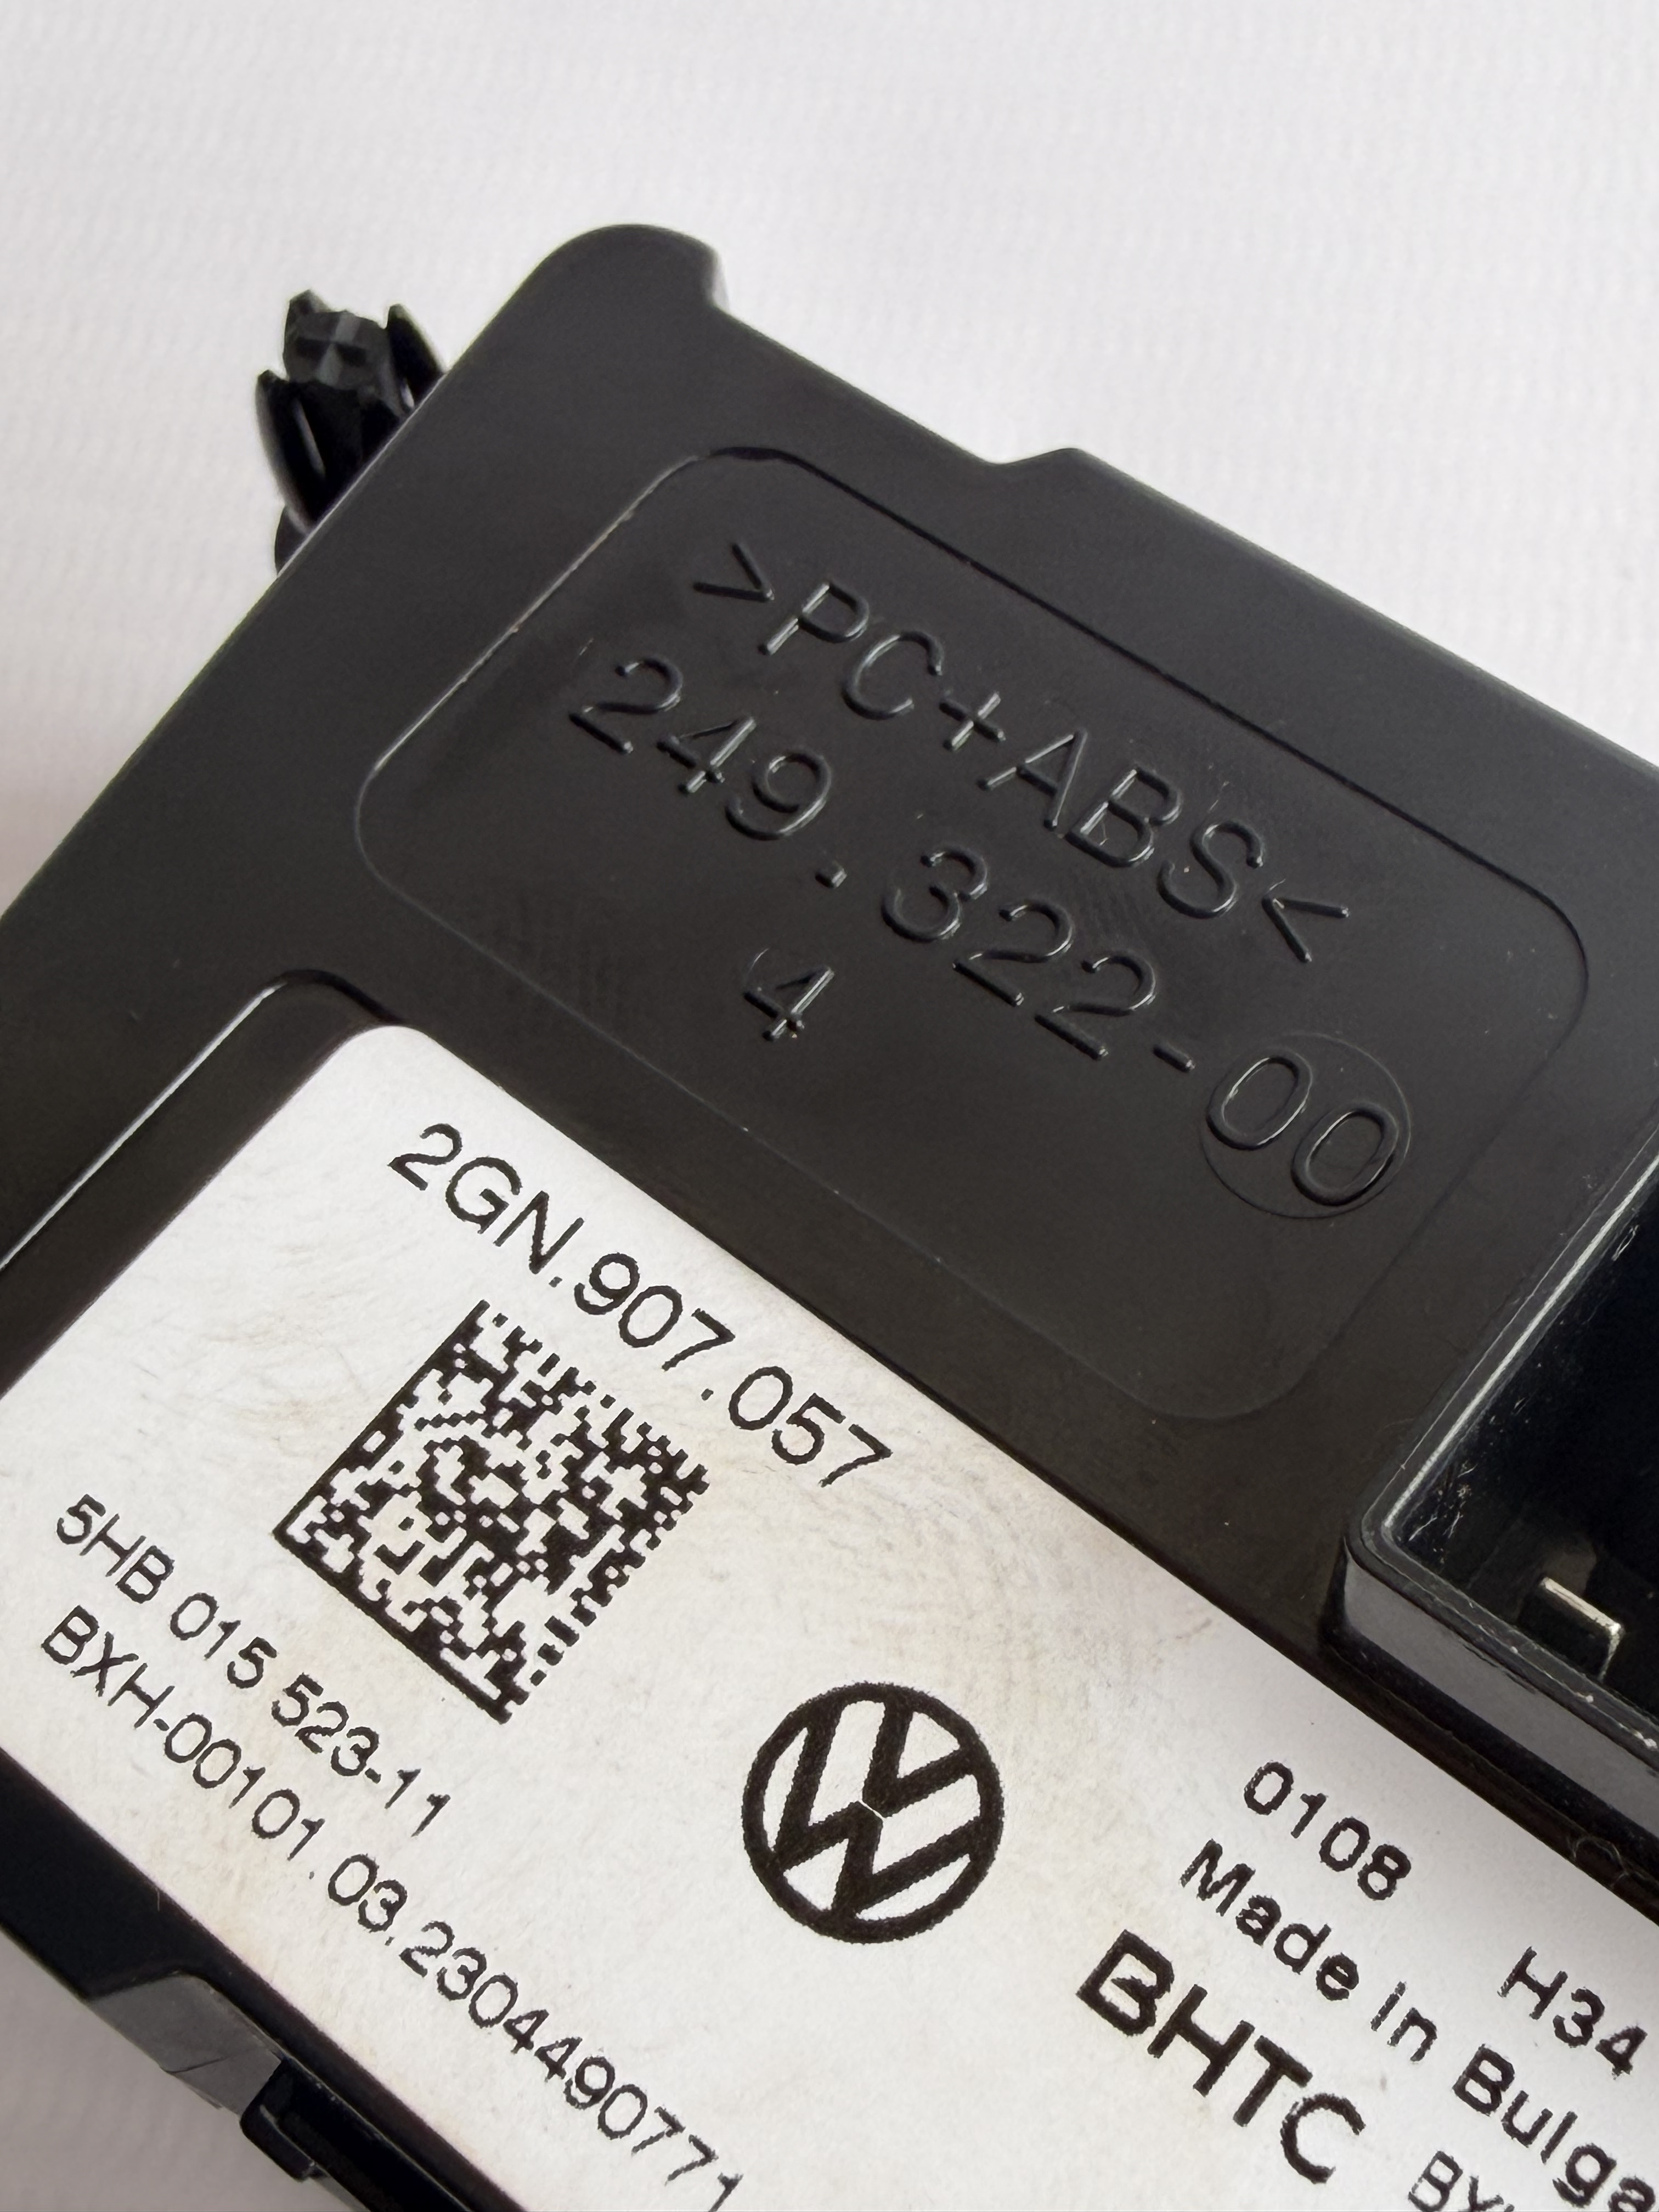 >PC+ABS<
249.322-00
4
2GN.907.057
5HB 015 523-11
BXH-00101.03.2304490771
0108
H34
Made in Bulga
BHTC